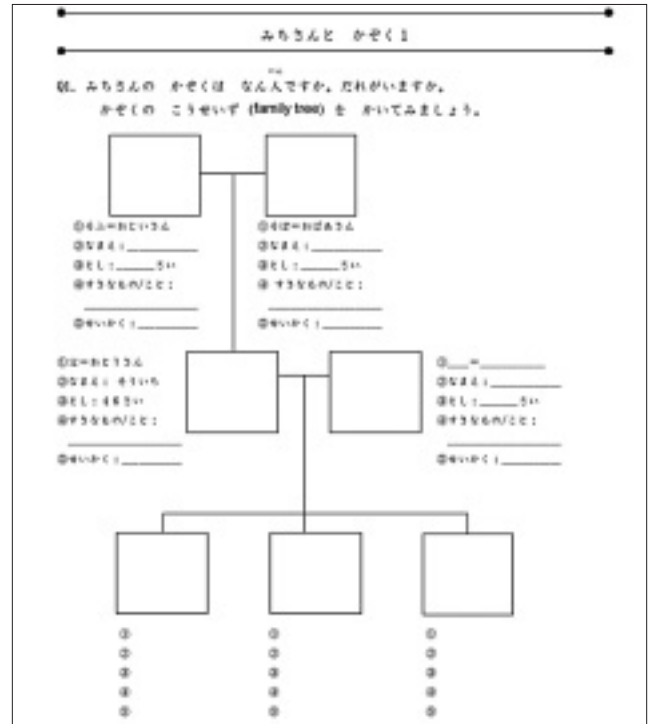 みちさんと かぞく1
Q1. みちさんの かぞくは なん人ですか。だれがいますか。
かぞくの こうせいず (family tree) を かいてみましょう。
①そふ＝おじいさん
②なまえ：
③とし： さい
④すきなもの/こと：
⑤せいかく：
①そぼ＝おばあさん
②なまえ：
③とし： さい
④ すきなもの/こと：
⑤せいかく：
＝おとうさん
②なまえ：
③とし： さい
④すきなもの/こと：
⑤せいかく：
① ＝
②なまえ：
③とし： さい
④すきなもの/こと：
⑤せいかく：
①
②
③
④
⑤
①
②
③
④
⑤
①
②
③
④
⑤